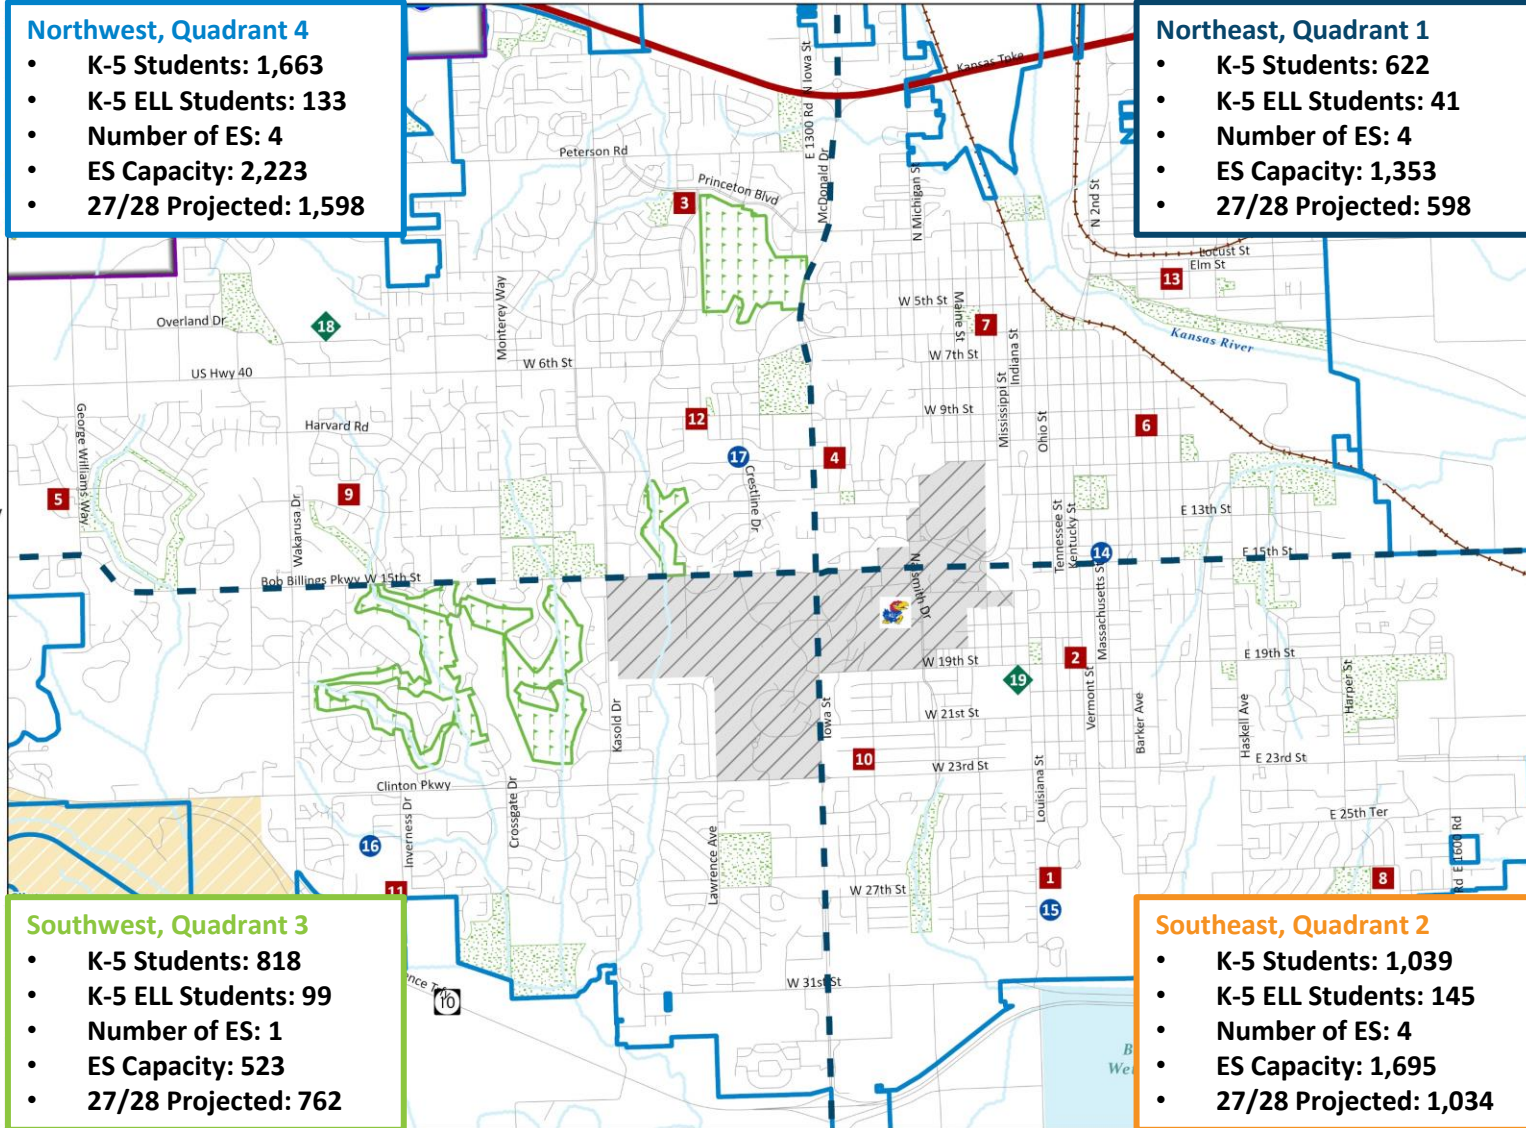 Northwest, Quadrant 4
• K-5 Students: 1,663
• K-5 ELL Students: 133
• Number of ES: 4
• ES Capacity: 2,223
• 27/28 Projected: 1,598
Northeast, Quadrant 1
• K-5 Students: 622
• K-5 ELL Students: 41
• Number of ES: 4
• ES Capacity: 1,353
• 27/28 Projected: 598
Kansas Tpke
N Iowa St
E 1300 Rd
Peterson Rd
McDonald Dr
Princeton Blvd
N Michigan St
N 2nd St
3
Locust St
Elm St
13
Monterey Way
W 5th St
Maine St
7
Overland Dr
18
Kansas River
Indiana St
W 7th St
W 6th St
US Hwy 40
Mississippi St
W 9th St
12
George Williams Way
Harvard Rd
Ohio St
6
17
4
Crestline Dr
5
9
Wakarusa Dr
Tennessee St
Kentucky St
E 13th St
14
E 15th St
Bob Billings Pkwy
W 15th St
Naismith Dr
Massachusetts St
W 19th St
2
E 19th St
19
Harper St
Kasold Dr
Iowa St
W 21st St
Vermont St
Barker Ave
Haskell Ave
10
W 23rd St
E 23rd St
Clinton Pkwy
Crossgate Dr
Inverness Dr
Louisiana St
E 25th Ter
16
Lawrence Ave
E 1600 Rd
Rd
11
W 27th St
1
8
15
Southwest, Quadrant 3
• K-5 Students: 818
• K-5 ELL Students: 99
• Number of ES: 1
• ES Capacity: 523
• 27/28 Projected: 762
10
W 31st St
Southeast, Quadrant 2
• K-5 Students: 1,039
• K-5 ELL Students: 145
• Number of ES: 4
• ES Capacity: 1,695
• 27/28 Projected: 1,034